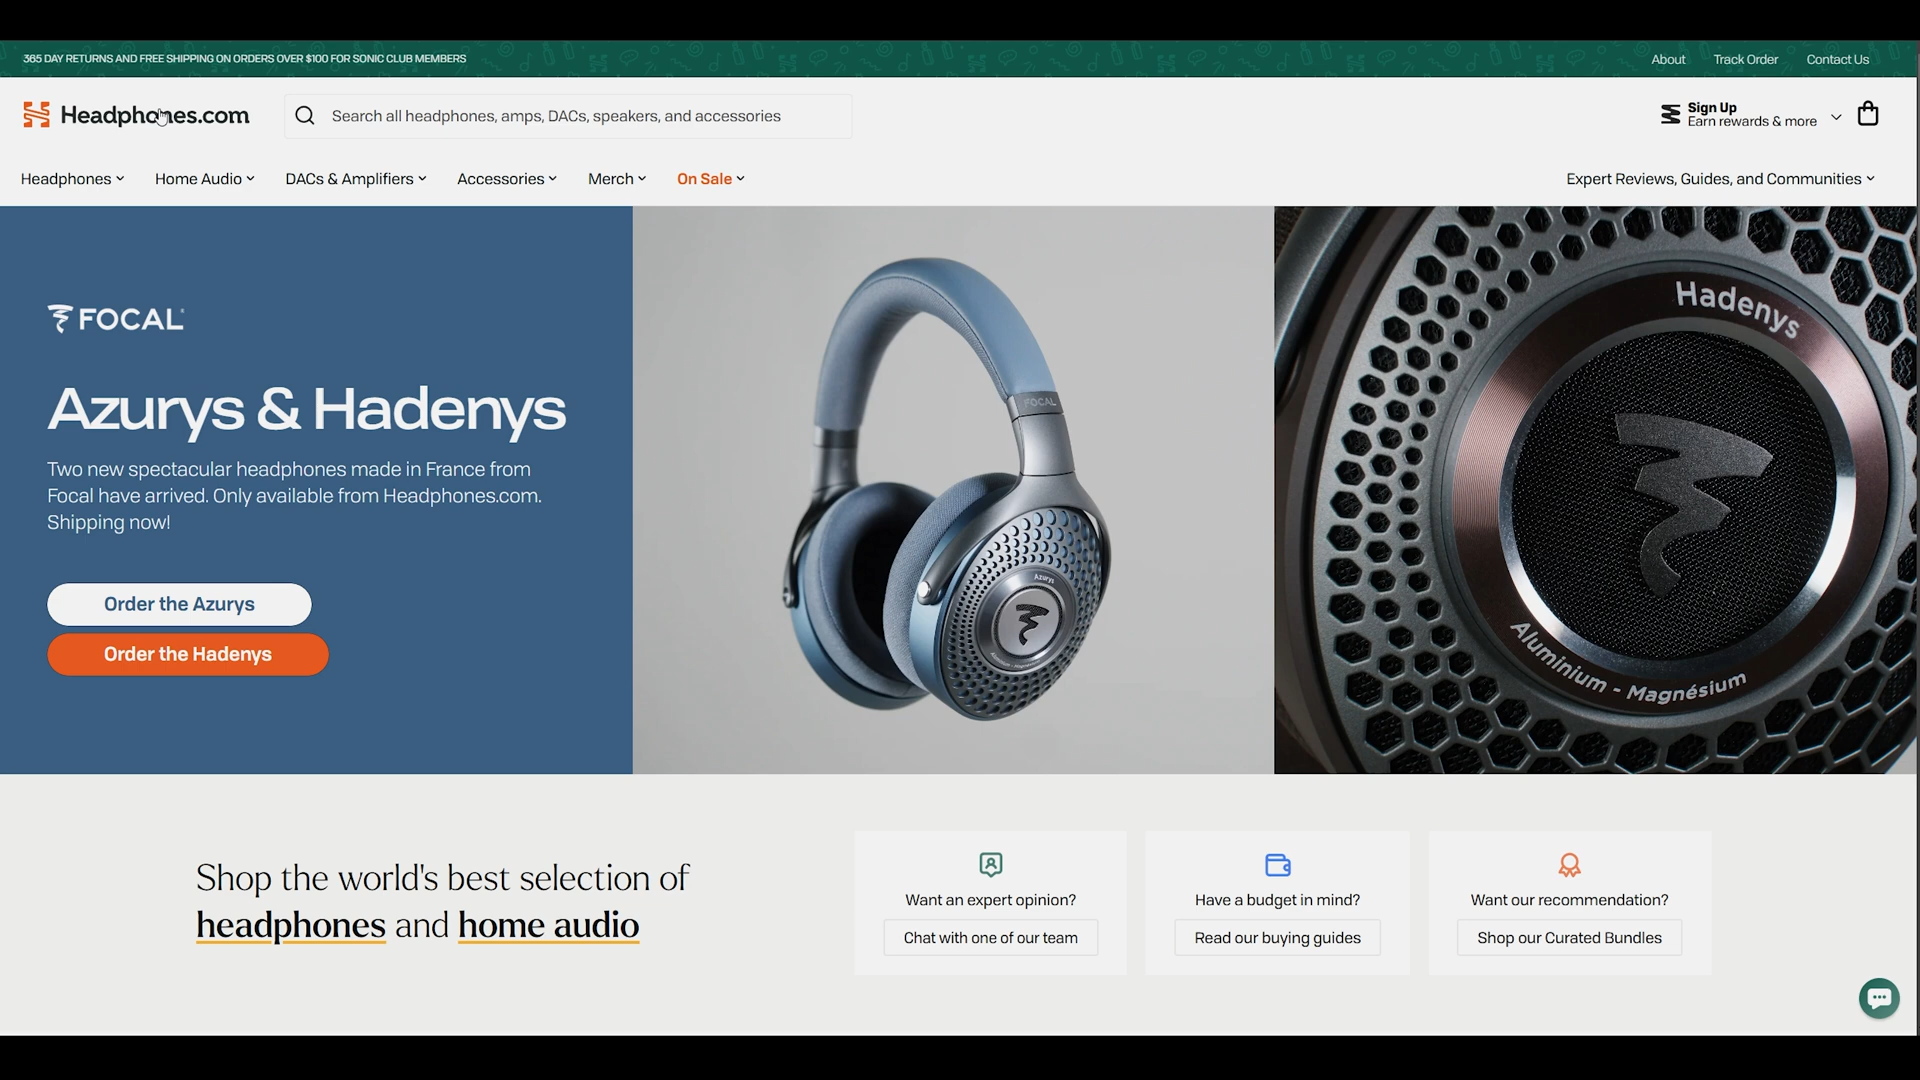 365 DAY RETURNS AND FREE SHIPPING ON ORDERS OVER $100 FOR SONIC CLUB MEMBERS
About
Track Order
Contact Us
Headphones.com
Search all headphones, amps, DACs, speakers, and accessories
Sign Up
Earn rewards & more
Headphones
Home Audio
DACs & Amplifiers
Accessories
Merch
On Sale
Expert Reviews, Guides, and Communities
FOCAL
Azurys & Hadenys
Two new spectacular headphones made in France from
Focal have arrived. Only available from Headphones.com.
Shipping now!
Order the Azurys
Order the Hadenys
FOCAL
Azurys
Aluminium - Magnésium
Hadenys
Aluminium - Magnésium
Shop the world's best selection of
headphones and home audio
Want an expert opinion?
Chat with one of our team
Have a budget in mind?
Read our buying guides
Want our recommendation?
Shop our Curated Bundles